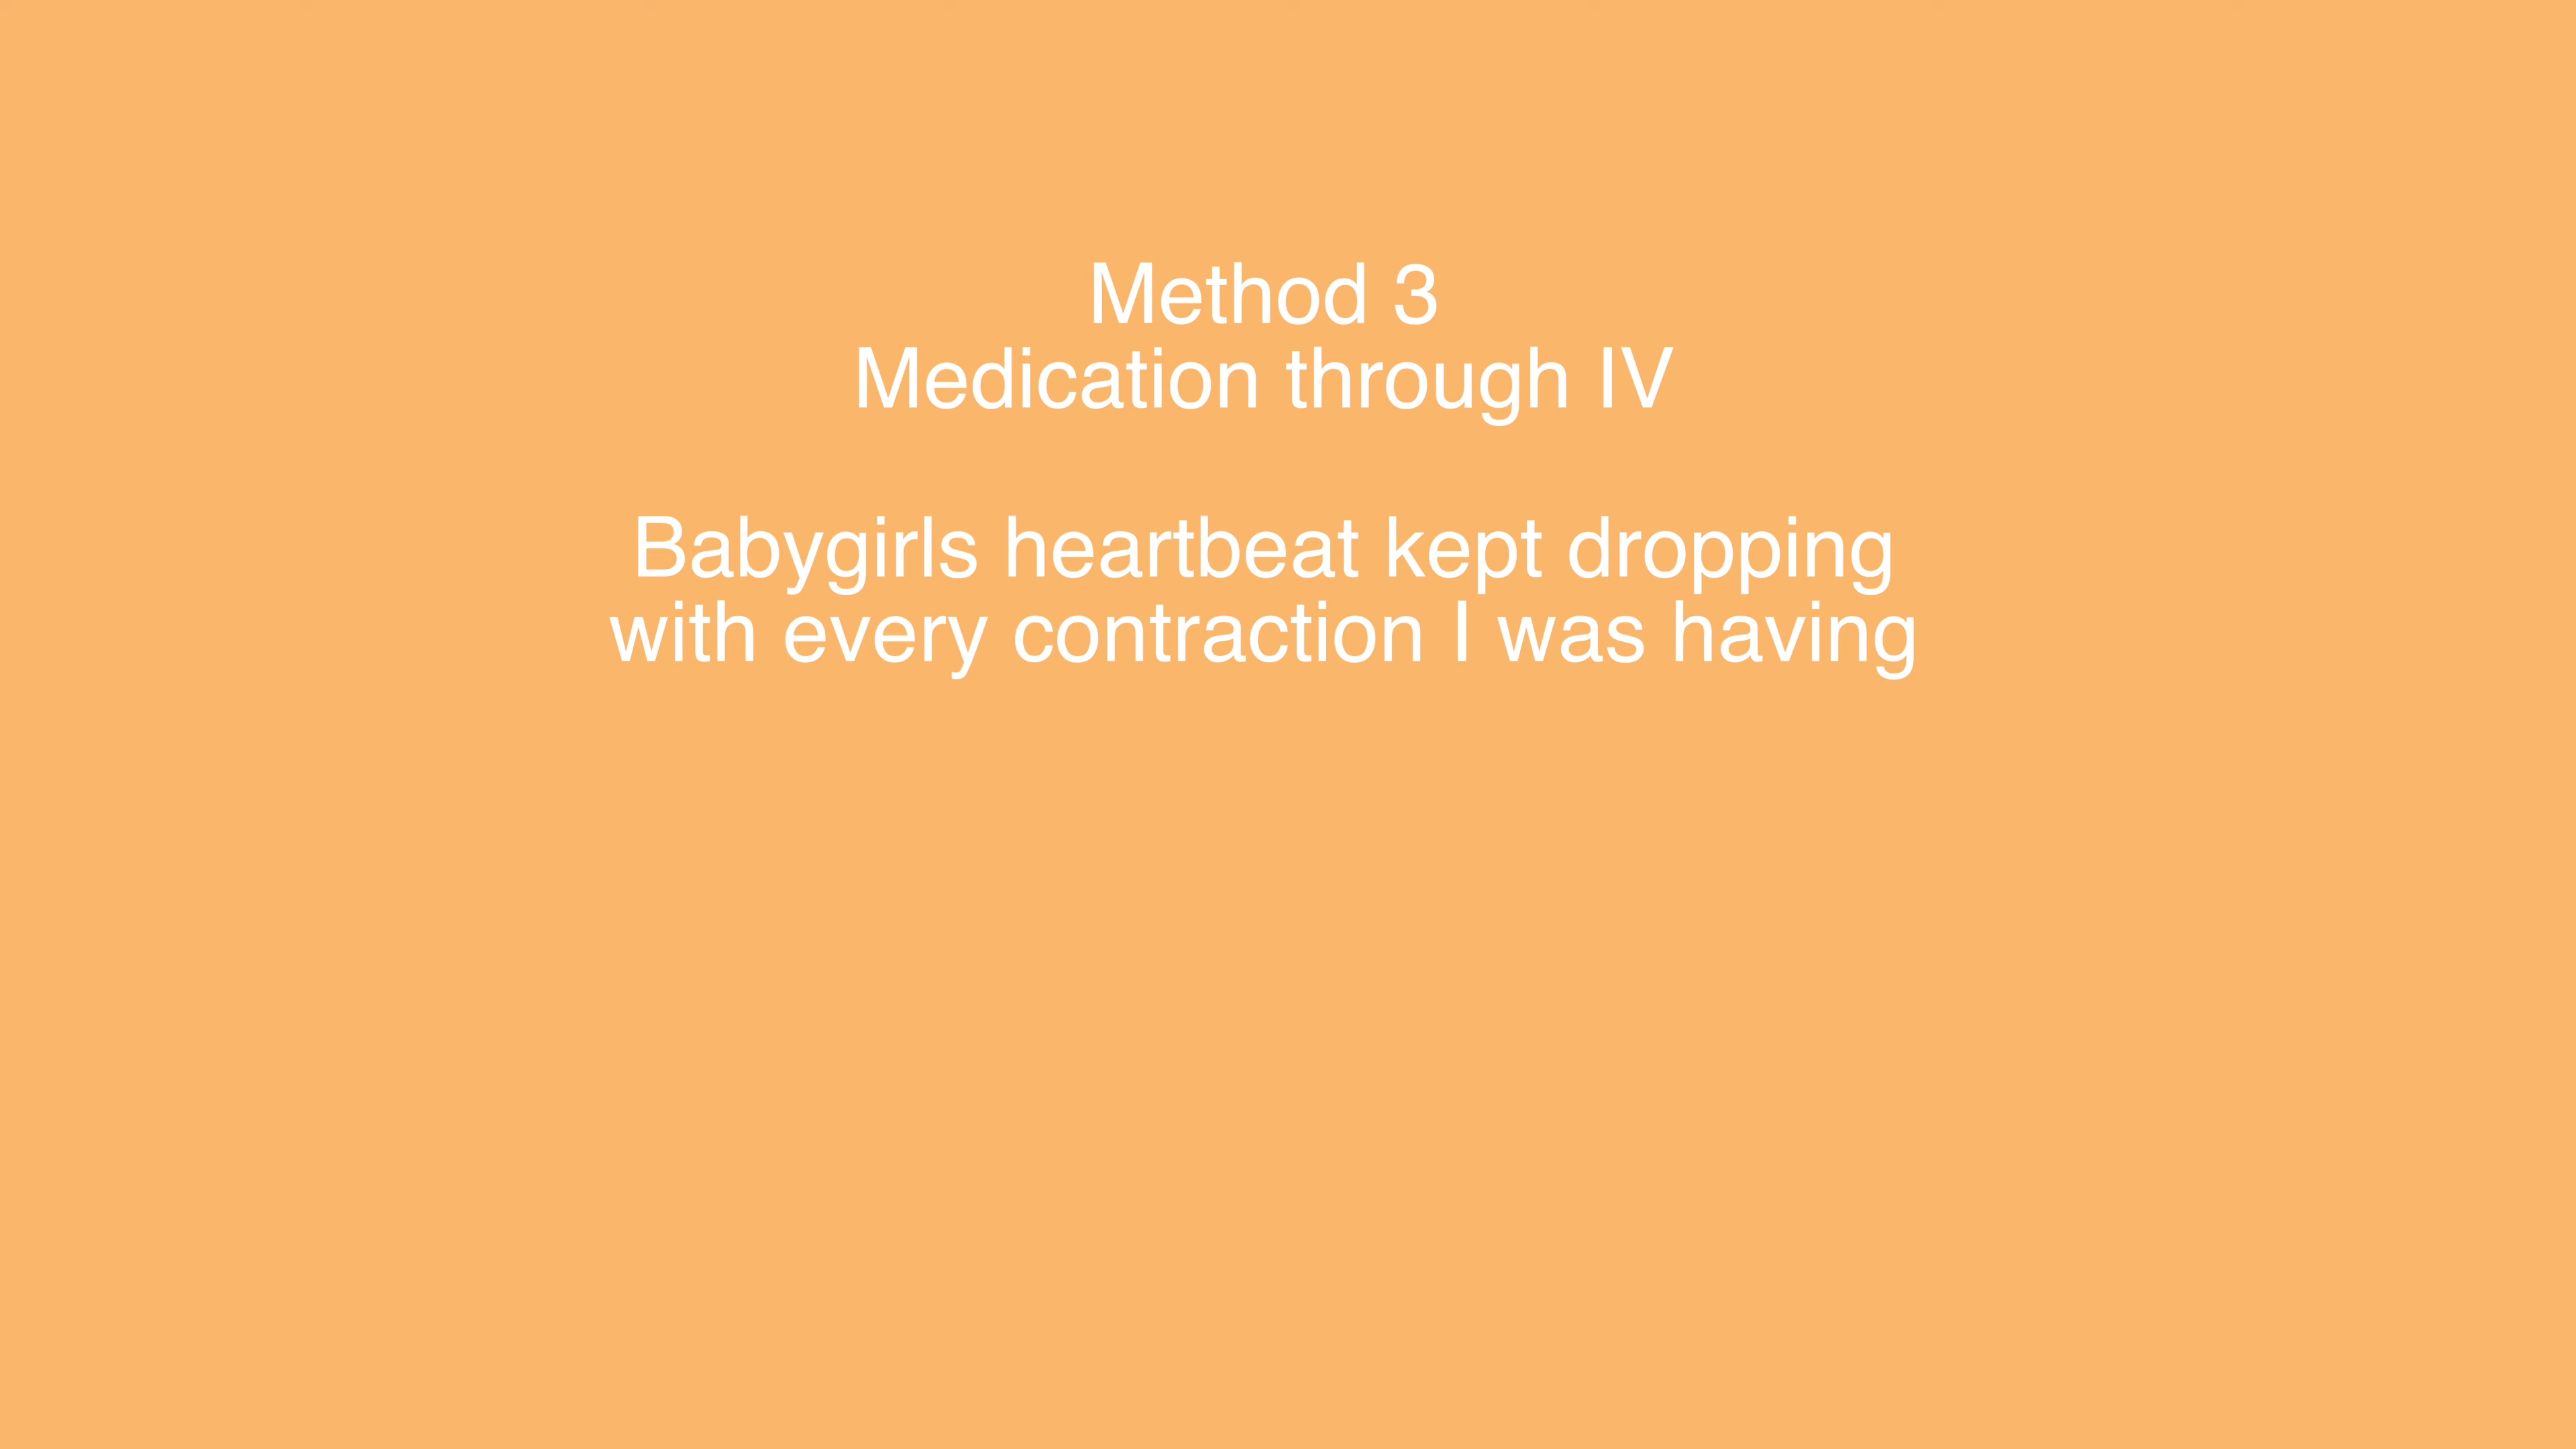 Method 3
Medication through IV
Babygirls heartbeat kept dropping
with every contraction I was having